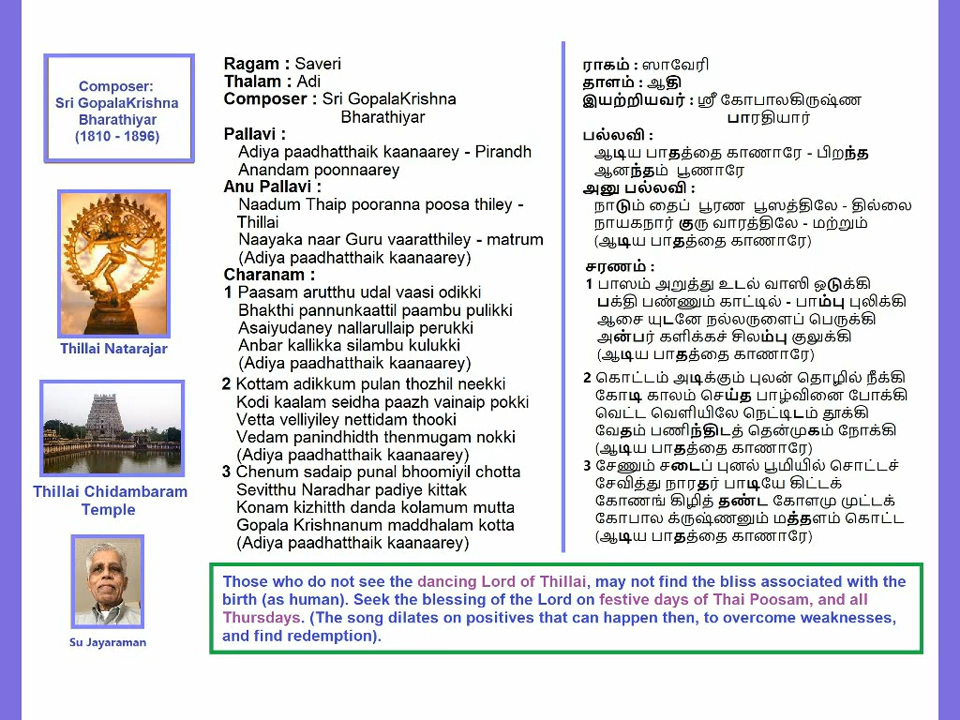 Composer:
Sri GopalaKrishna
Bharathiyar
(1810 - 1896)
Thillai Natarajar
Thillai Chidambaram
Temple
Su Jayaraman
Ragam : Saveri
Thalam : Adi
Composer : Sri GopalaKrishna
Bharathiyar
Pallavi :
Adiya paadhatthaik kaanaarey - Pirandh
Anandam poonnaarey
Anu Pallavi :
Naadum Thaip pooranna poosa thiley -
Thillai
Naayaka naar Guru vaaratthiley - matrum
(Adiya paadhatthaik kaanaarey)
Charanam :
1 Paasam arutthu udal vaasi odikki
Bhakthi pannunkaattil paambu pulikki
Asaiyudaney nallarullaip perukki
Anbar kallikka silambu kulukki
(Adiya paadhatthaik kaanaarey)
2 Kottam adikkum pulan thozhil neekki
Kodi kaalam seidha paazh vainaip pokki
Vetta velliyiley nettidam thooki
Vedam panindhidth thenmugam nokki
(Adiya paadhatthaik kaanaarey)
3 Chenum sadaip punal bhoomiyil chotta
Sevitthu Naradhar padiye kittak
Konam kizhitth danda kolamum mutta
Gopala Krishnanum maddhalam kotta
(Adiya paadhatthaik kaanaarey)
ராகம் : ஸாவேரி
தாளம் : ஆதி
இயற்றியவர் : ஸ்ரீ கோபாலகிருஷ்ண
பாரதியார்
பல்லவி :
ஆடிய பாதத்தை காணாரே - பிறந்த
ஆனந்தம் பூணாரே
அனு பல்லவி :
நாடும் தைப் பூரண பூஸத்திலே - தில்லை
நாயகநார் குரு வாரத்திலே - மற்றும்
(ஆடிய பாதத்தை காணாரே)
சரணம் :
1 பாஸம் அறுத்து உடல் வாஸி ஒடுக்கி
பக்தி பண்ணும் காட்டில் - பாம்பு புலிக்கி
ஆசை யுடனே நல்லருளைப் பெருக்கி
அன்பர் களிக்கச் சிலம்பு குலுக்கி
(ஆடிய பாதத்தை காணாரே)
2 கொட்டம் அடிக்கும் புலன் தொழில் நீக்கி
கோடி காலம் செய்த பாழ்வினை போக்கி
வெட்ட வெளியிலே நெட்டிடம் தூக்கி
வேதம் பணிந்திடத் தென்முகம் நோக்கி
(ஆடிய பாதத்தை காணாரே)
3 சேணும் சடைப் புனல் பூமியில் சொட்டச்
சேவித்து நாரதர் பாடியே கிட்டக்
கோணங் கிழித் தண்ட கோளமு முட்டக்
கோபால க்ருஷ்ணனும் மத்தளம் கொட்ட
(ஆடிய பாதத்தை காணாரே)
Those who do not see the dancing Lord of Thillai, may not find the bliss associated with the
birth (as human). Seek the blessing of the Lord on festive days of Thai Poosam, and all
Thursdays. (The song dilates on positives that can happen then, to overcome weaknesses,
and find redemption).